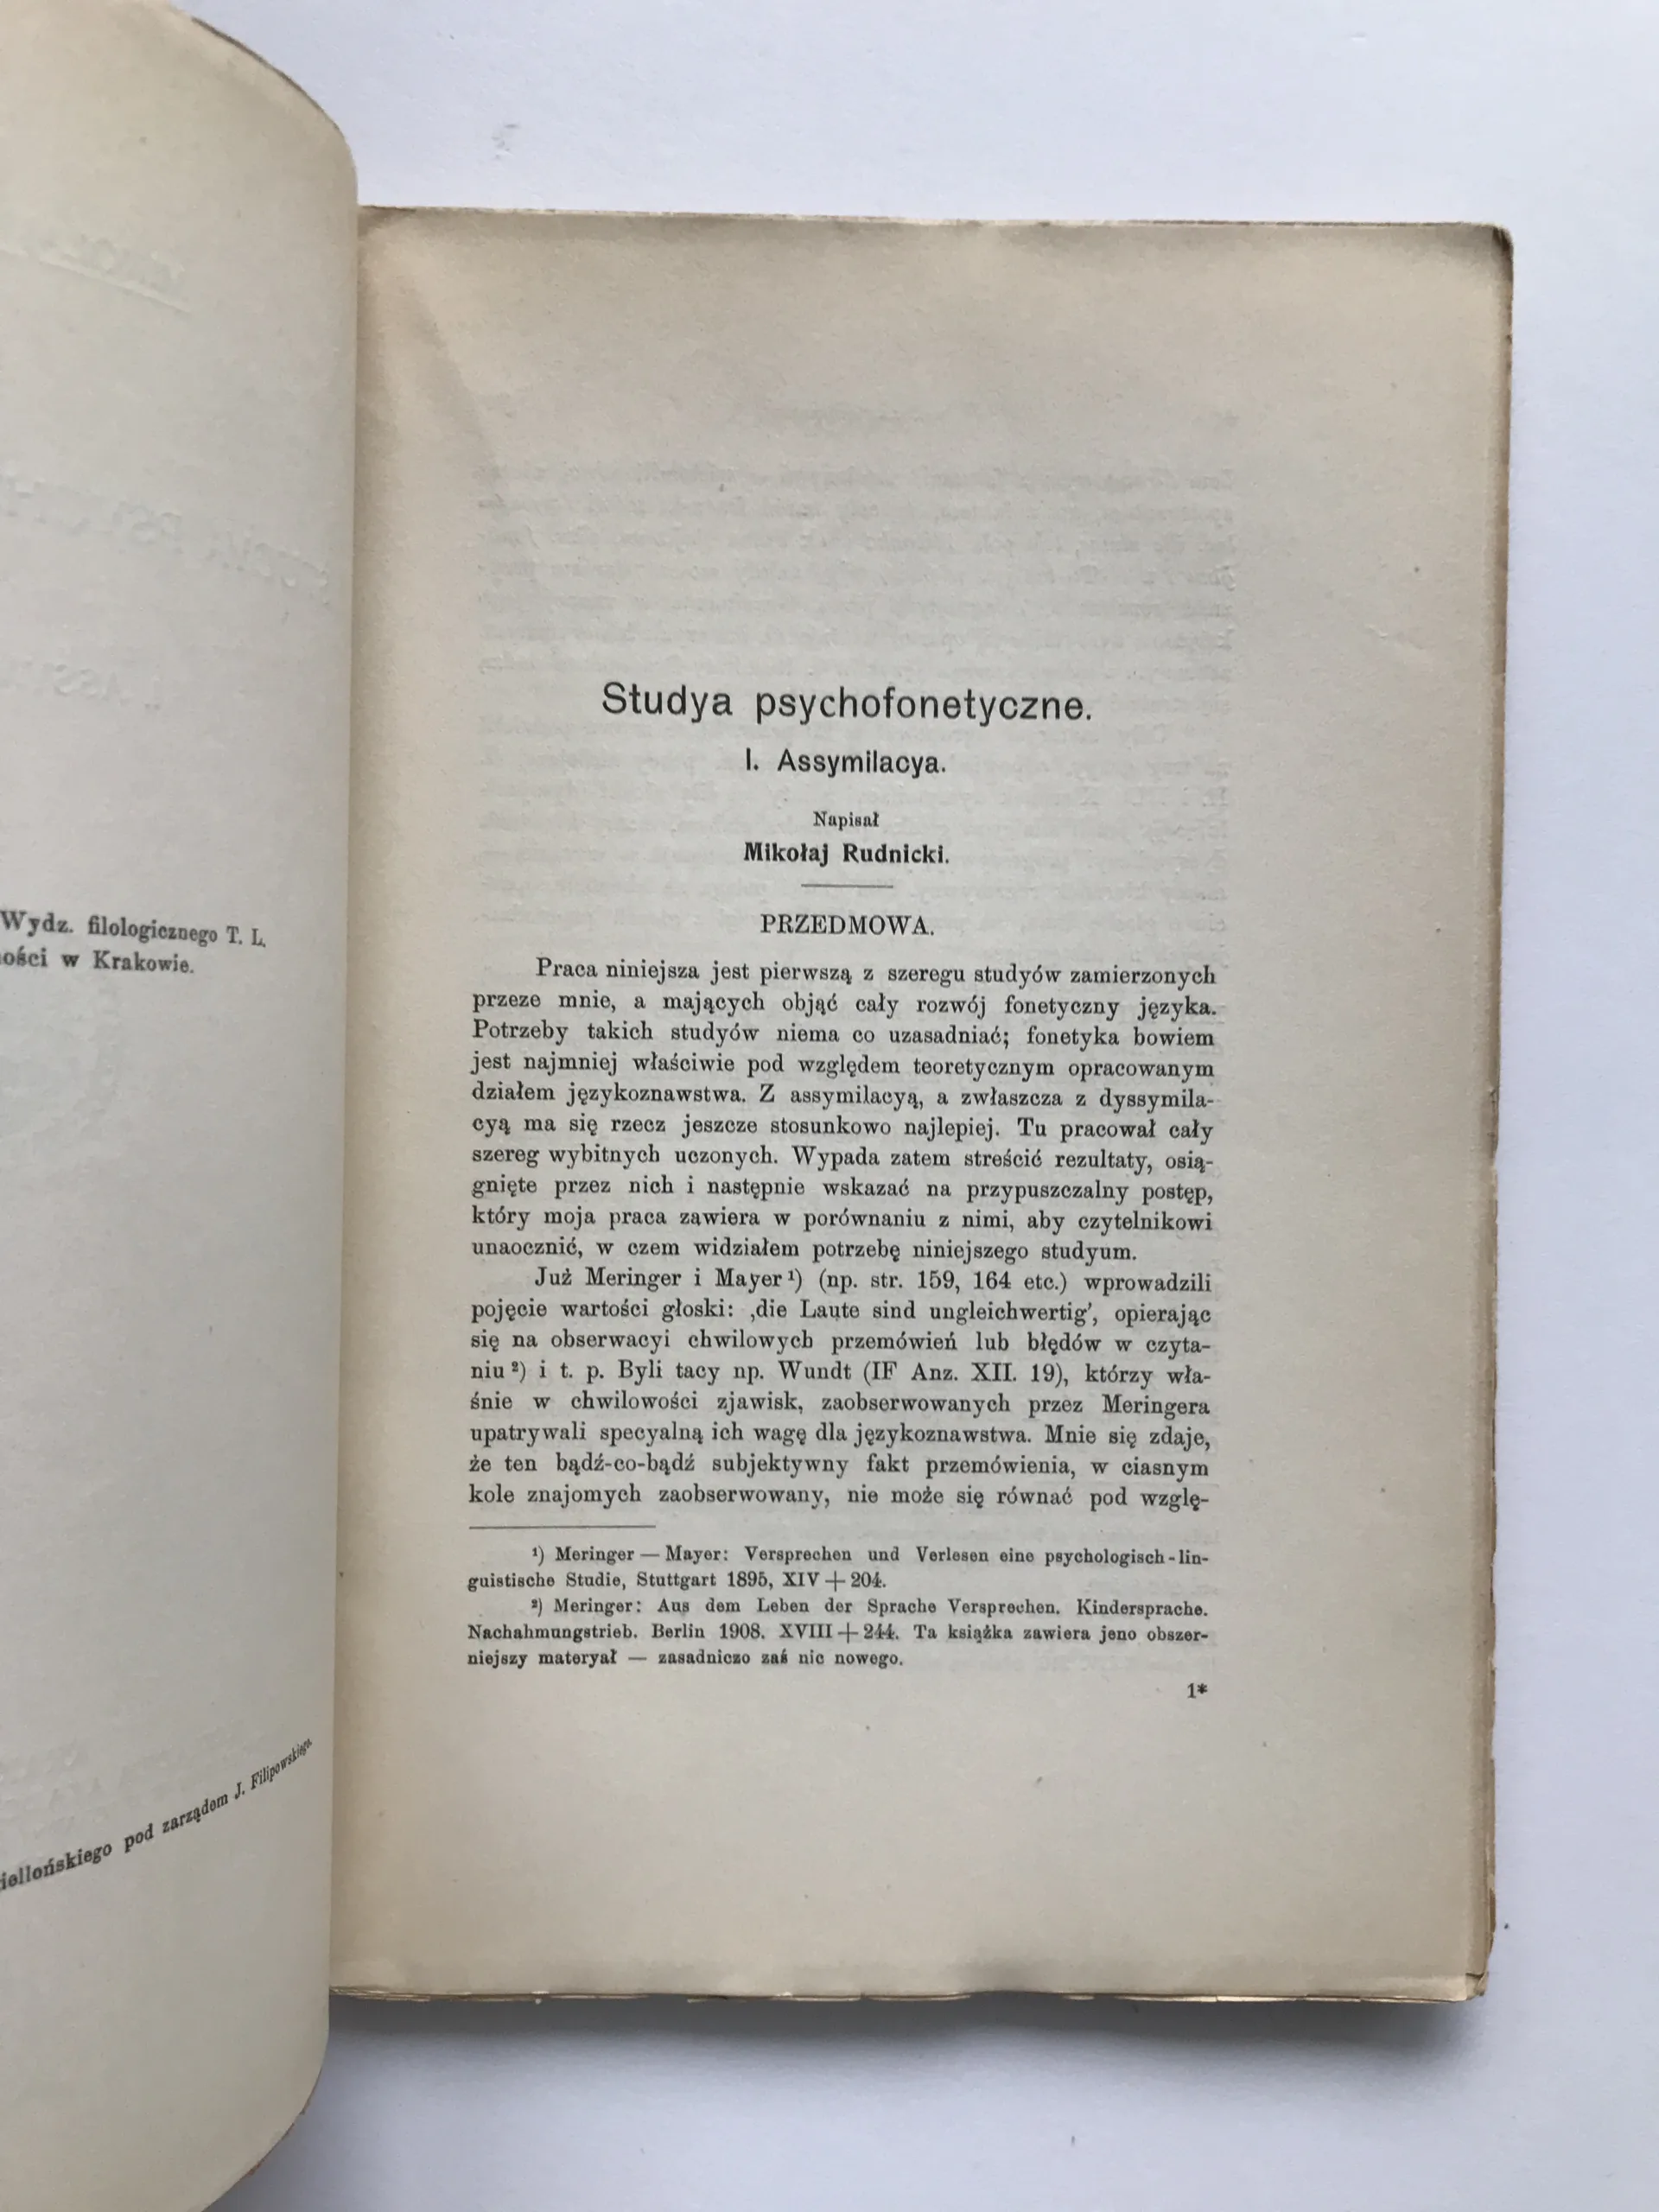 Wydz. filologicznego T. L.
ości w Krakowie.
iellońskiego pod zarządem J. Filipowskiego.
Studya psychofonetyczne.
I. Assymilacya.
Napisał
Mikołaj Rudnicki.
PRZEDMOWA.
Praca niniejsza jest pierwszą z szeregu studyów zamierzonych
przeze mnie, a mających objąć cały rozwój fonetyczny języka.
Potrzeby takich studyów niema co uzasadniać; fonetyka bowiem
jest najmniej właściwie pod względem teoretycznym opracowanym
działem językoznawstwa. Z assymilacyą, a zwłaszcza z dyssymila-
cyą ma się rzecz jeszcze stosunkowo najlepiej. Tu pracował cały
szereg wybitnych uczonych. Wypada zatem streścić rezultaty, osią-
gnięte przez nich i następnie wskazać na przypuszczalny postęp,
który moja praca zawiera w porównaniu z nimi, aby czytelnikowi
unaocznić, w czem widziałem potrzebę niniejszego studyum.
Już Meringer i Mayer ¹) (np. str. 159, 164 etc.) wprowadzili
pojęcie wartości głoski: ‚die Laute sind ungleichwertig’, opierając
się na obserwacyi chwilowych przemówień lub błędów w czyta-
niu ²) i t. p. Byli tacy np. Wundt (IF Anz. XII. 19), którzy wła-
śnie w chwilowości zjawisk, zaobserwowanych przez Meringera
upatrywali specyalną ich wagę dla językoznawstwa. Mnie się zdaje,
że ten bądź-co-bądź subjektywny fakt przemówienia, w ciasnym
kole znajomych zaobserwowany, nie może się równać pod wzglę-
¹) Meringer — Mayer: Versprechen und Verlesen eine psychologisch-lin-
guistische Studie, Stuttgart 1895, XIV + 204.
²) Meringer: Aus dem Leben der Sprache Versprechen. Kindersprache.
Nachahmungstrieb. Berlin 1908. XVIII + 244. Ta książka zawiera jeno obszer-
niejszy materyał — zasadniczo zaś nic nowego.
1*